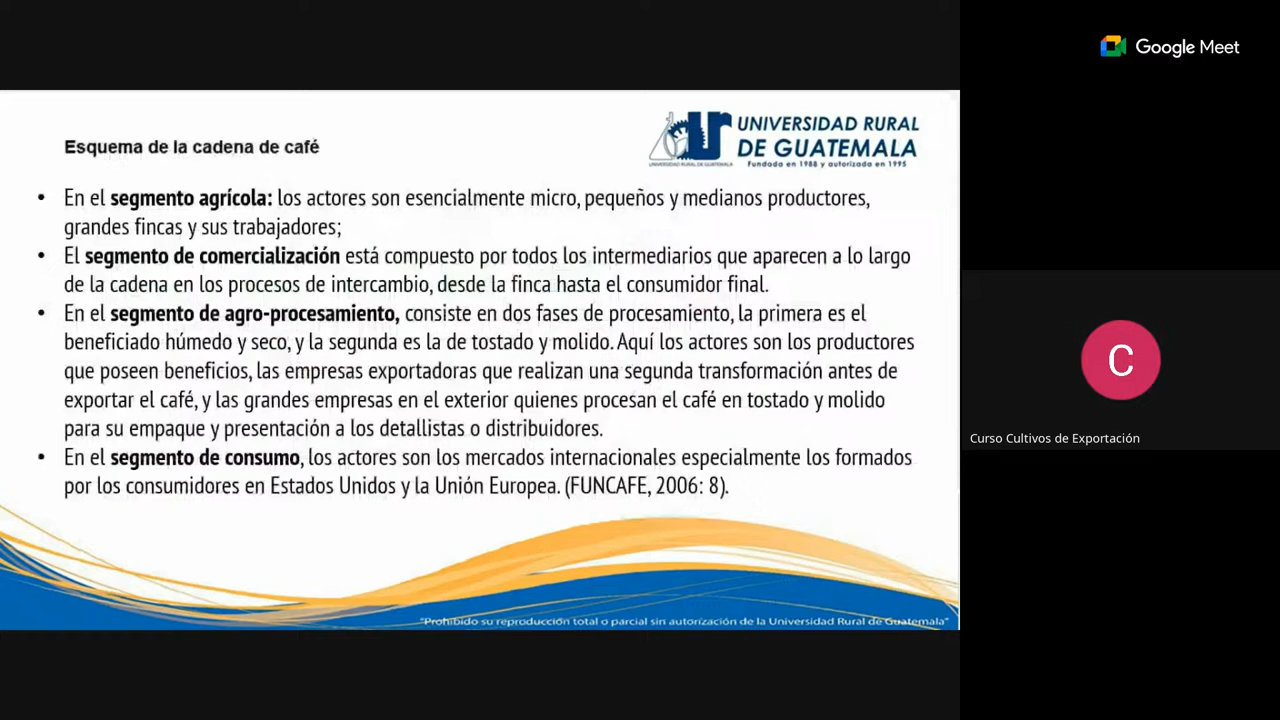 Google Meet
UNIVERSIDAD RURAL
DE GUATEMALA
UNIVERSIDAD RURAL DE GUATEMALA
Fundada en 1988 y autorizada en 1995
Esquema de la cadena de café
• En el segmento agrícola: los actores son esencialmente micro, pequeños y medianos productores,
grandes fincas y sus trabajadores;
• El segmento de comercialización está compuesto por todos los intermediarios que aparecen a lo largo
de la cadena en los procesos de intercambio, desde la finca hasta el consumidor final.
• En el segmento de agro-procesamiento, consiste en dos fases de procesamiento, la primera es el
beneficiado húmedo y seco, y la segunda es la de tostado y molido. Aquí los actores son los productores
que poseen beneficios, las empresas exportadoras que realizan una segunda transformación antes de
exportar el café, y las grandes empresas en el exterior quienes procesan el café en tostado y molido
para su empaque y presentación a los detallistas o distribuidores.
• En el segmento de consumo, los actores son los mercados internacionales especialmente los formados
por los consumidores en Estados Unidos y la Unión Europea. (FUNCAFE, 2006: 8).
"Prohibido su reproducción total o parcial sin autorización de la Universidad Rural de Guatemala"
C
Curso Cultivos de Exportación